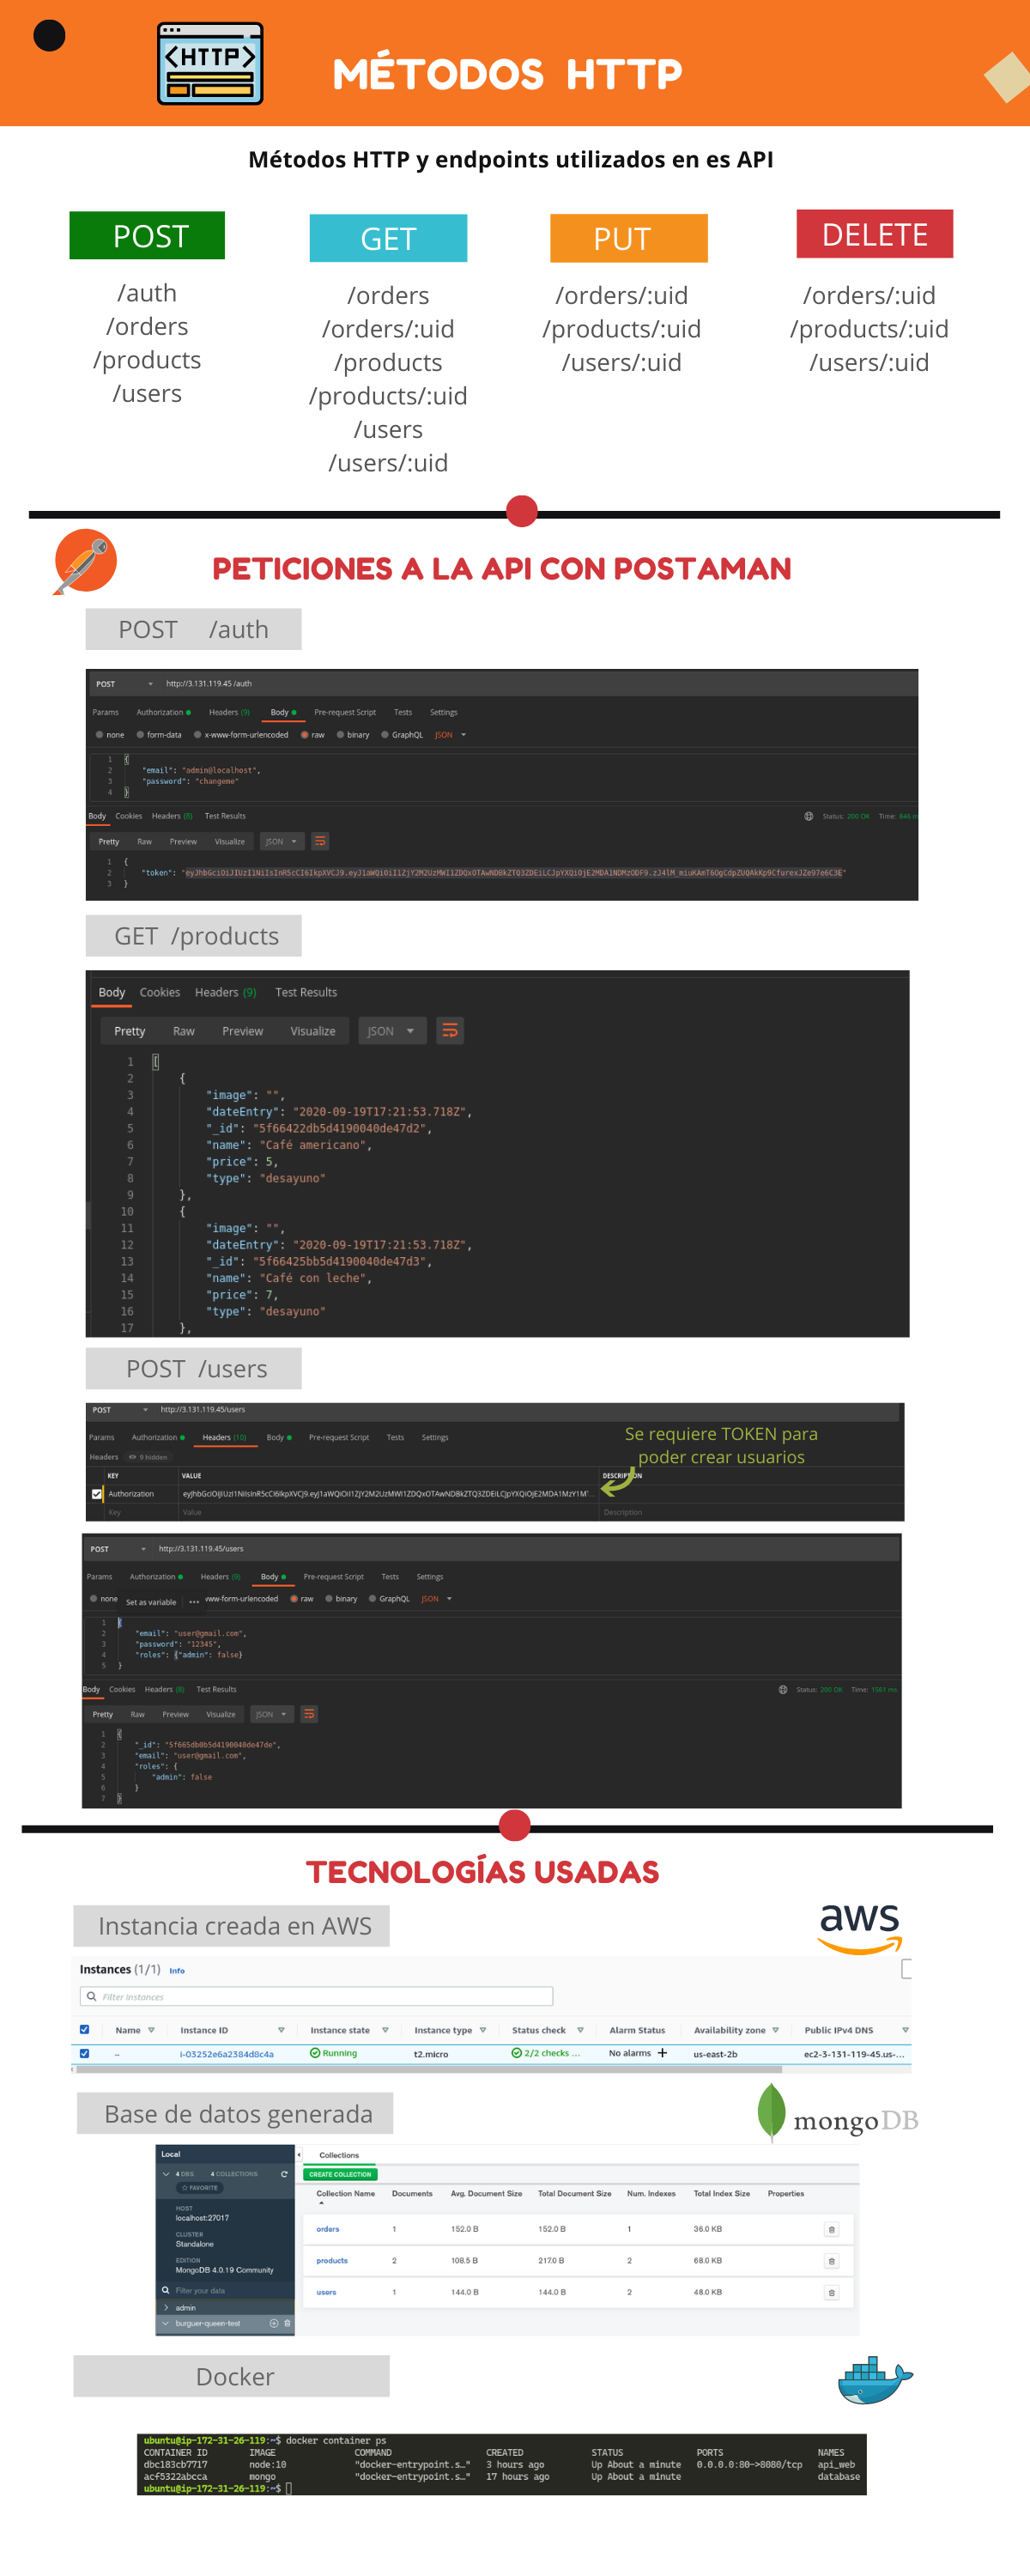 <HTTP>
MÉTODOS HTTP
Métodos HTTP y endpoints utilizados en es API
POST
/auth
/orders
/products
/users
GET
/orders
/orders/:uid
/products
/products/:uid
/users
/users/:uid
PUT
/orders/:uid
/products/:uid
/users/:uid
DELETE
/orders/:uid
/products/:uid
/users/:uid
PETICIONES A LA API CON POSTAMAN
POST /auth
POST http://3.131.119.45 /auth
Params Authorization Headers (9) Body Pre-request Script Tests Settings
none form-data x-www-form-urlencoded raw binary GraphQL JSON
1 {
2 "email": "admin@localhost",
3 "password": "changeme"
4 }
Body Cookies Headers (8) Test Results Status: 200 OK Time: 846 m
Pretty Raw Preview Visualize JSON
1 {
2 "token":
3 }
GET /products
Body Cookies Headers (9) Test Results
Pretty Raw Preview Visualize JSON
1 [
2 {
3 "image": "",
4 "dateEntry": "2020-09-19T17:21:53.718Z",
5 "_id": "5f66422db5d4190040de47d2",
6 "name": "Café americano",
7 "price": 5,
8 "type": "desayuno"
9 },
10 {
11 "image": "",
12 "dateEntry": "2020-09-19T17:21:53.718Z",
13 "_id": "5f66425bb5d4190040de47d3",
14 "name": "Café con leche",
15 "price": 7,
16 "type": "desayuno"
17 },
POST /users
POST http://3.131.119.45/users
Params Authorization Headers (10) Body Pre-request Script Tests Settings
Se requiere TOKEN para
poder crear usuarios
Headers 9 hidden
KEY VALUE DESCRIPTION
Authorization
Key Value Description
POST http://3.131.119.45/users
Params Authorization Headers (9) Body Pre-request Script Tests Settings
none Set as variable ••• www-form-urlencoded raw binary GraphQL JSON
1 {
2 "email": "user@gmail.com",
3 "password": "12345",
4 "roles": {"admin": false}
5 }
Body Cookies Headers (8) Test Results Status: 200 OK Time: 1561 ms
Pretty Raw Preview Visualize JSON
1 {
2 "_id": "5f665db0b5d4190040de47de",
3 "email": "user@gmail.com",
4 "roles": {
5 "admin": false
6 }
7 }
TECNOLOGÍAS USADAS
Instancia creada en AWS
aws
Instances (1/1) Info
Filter instances
Name Instance ID Instance state Instance type Status check Alarm Status Availability zone Public IPv4 DNS
– i-03252e6a2384d8c4a Running t2.micro 2/2 checks ... No alarms + us-east-2b ec2-3-131-119-45.us-...
Base de datos generada
mongoDB
Local
4 DBS 4 COLLECTIONS
FAVORITE
HOST
localhost:27017
CLUSTER
Standalone
EDITION
MongoDB 4.0.19 Community
Filter your data
admin
burguer-queen-test
Collections
CREATE COLLECTION
Collection Name Documents Avg. Document Size Total Document Size Num. Indexes Total Index Size Properties
orders 1 152.0 B 152.0 B 1 36.0 KB
products 2 108.5 B 217.0 B 2 68.0 KB
users 1 144.0 B 144.0 B 2 48.0 KB
Docker
ubuntu@ip-172-31-26-119:~$ docker container ps
CONTAINER ID IMAGE COMMAND CREATED STATUS PORTS NAMES
dbc183cb7717 node:10 "docker-entrypoint.s…" 3 hours ago Up About a minute 0.0.0.0:80->8080/tcp api_web
acf5322abcca mongo "docker-entrypoint.s…" 17 hours ago Up About a minute database
ubuntu@ip-172-31-26-119:~$